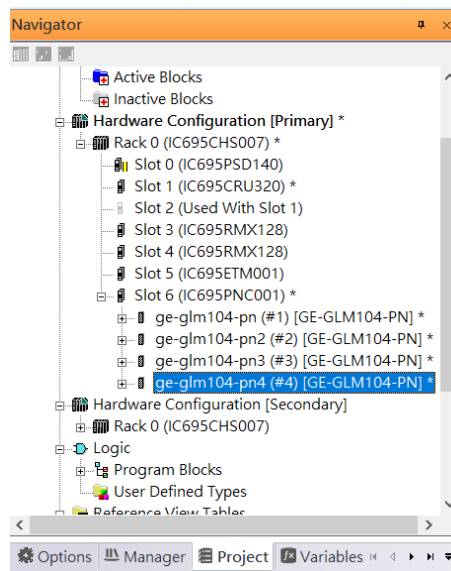 Navigator
Active Blocks
Inactive Blocks
Hardware Configuration [Primary] *
Rack 0 (IC695CHS007) *
Slot 0 (IC695PSD140)
Slot 1 (IC695CRU320) *
Slot 2 (Used With Slot 1)
Slot 3 (IC695RMX128)
Slot 4 (IC695RMX128)
Slot 5 (IC695ETM001)
Slot 6 (IC695PNC001) *
ge-glm104-pn (#1) [GE-GLM104-PN] *
ge-glm104-pn2 (#2) [GE-GLM104-PN] *
ge-glm104-pn3 (#3) [GE-GLM104-PN] *
ge-glm104-pn4 (#4) [GE-GLM104-PN] *
Hardware Configuration [Secondary]
Rack 0 (IC695CHS007)
Logic
Program Blocks
User Defined Types
Reference View Tables
Options Manager Project Variables